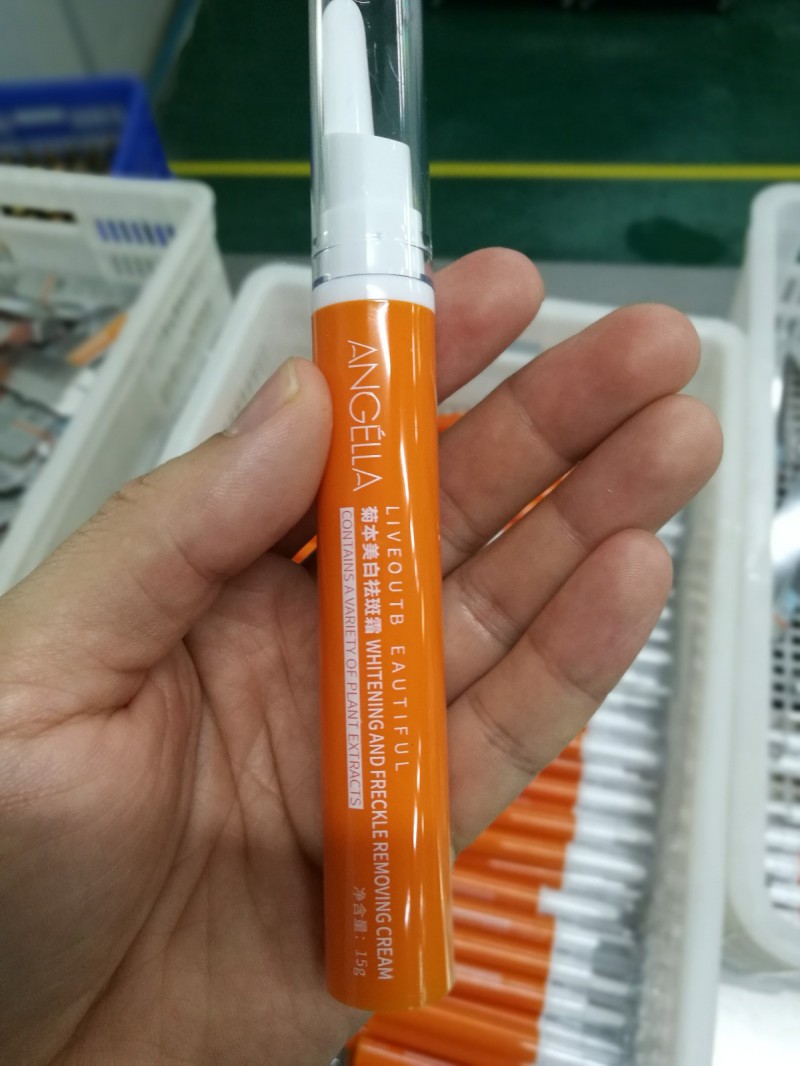 ANGÉLLA
LIVEOUTB EAUTIFUL
菊本美白祛斑霜 WHITENING AND FRECKLE REMOVING CREAM
CONTAINS A VARIETY OF PLANT EXTRACTS
净含量：15g